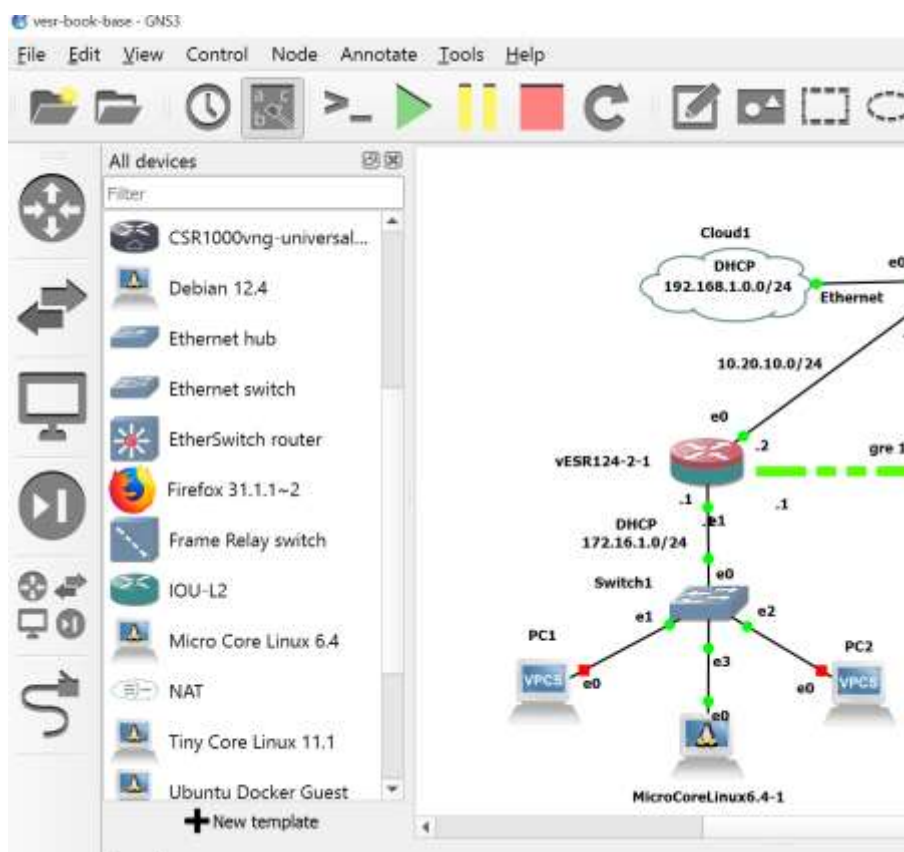 vesr-book-base - GNS3
File Edit View Control Node Annotate Tools Help
All devices
Filter
CSR1000vng-universal...
Debian 12.4
Ethernet hub
Ethernet switch
EtherSwitch router
Firefox 31.1.1~2
Frame Relay switch
IOU-L2
Micro Core Linux 6.4
NAT
Tiny Core Linux 11.1
Ubuntu Docker Guest
New template
Cloud1
DHCP
192.168.1.0.0/24
e0
Ethernet
10.20.10.0/24
e0
.2
vESR124-2-1
gre 1
.1
.1
e1
DHCP
172.16.1.0/24
e0
Switch1
e1
e2
PC1
e3
PC2
VPCS
e0
e0
VPCS
e0
MicroCoreLinux6.4-1